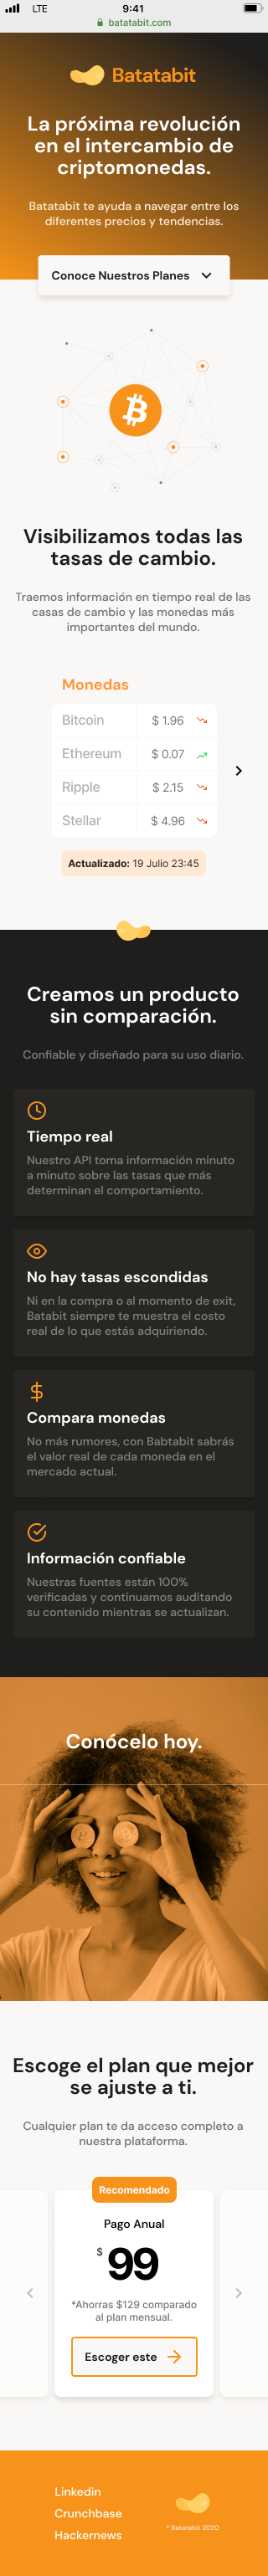 LTE
9:41
batatabit.com
Batatabit
La próxima revolución
en el intercambio de
criptomonedas.
Batatabit te ayuda a navegar entre los
diferentes precios y tendencias.
Conoce Nuestros Planes
Visibilizamos todas las
tasas de cambio.
Traemos información en tiempo real de las
casas de cambio y las monedas más
importantes del mundo.
Monedas
Bitcoin $ 1.96
Ethereum $ 0.07
Ripple $ 2.15
Stellar $ 4.96
Actualizado: 19 Julio 23:45
Creamos un producto
sin comparación.
Confiable y diseñado para su uso diario.
Tiempo real
Nuestro API toma información minuto
a minuto sobre las tasas que más
determinan el comportamiento.
No hay tasas escondidas
Ni en la compra o al momento de exit,
Batabit siempre te muestra el costo
real de lo que estás adquiriendo.
Compara monedas
No más rumores, con Babtabit sabrás
el valor real de cada moneda en el
mercado actual.
Información confiable
Nuestras fuentes están 100%
verificadas y continuamos auditando
su contenido mientras se actualizan.
Conócelo hoy.
Escoge el plan que mejor
se ajuste a ti.
Cualquier plan te da acceso completo a
nuestra plataforma.
Recomendado
Pago Anual
$ 99
*Ahorras $129 comparado
al plan mensual.
Escoger este
Linkedin
Crunchbase
Hackernews
® Batatabit 2020